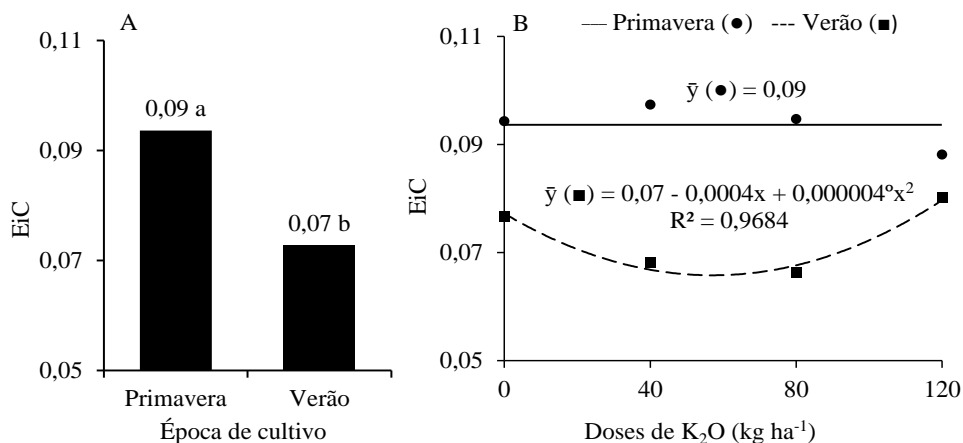 A
0,11
0,09
0,07
0,05
EiC
0,09 a
0,07 b
Primavera
Verão
Época de cultivo
B
— Primavera (●) --- Verão (■)
0,11
0,09
0,07
0,05
EiC
ȳ (●) = 0,09
ȳ (■) = 0,07 - 0,0004x + 0,000004ºx²
R² = 0,9684
0
40
80
120
Doses de K₂O (kg ha⁻¹)